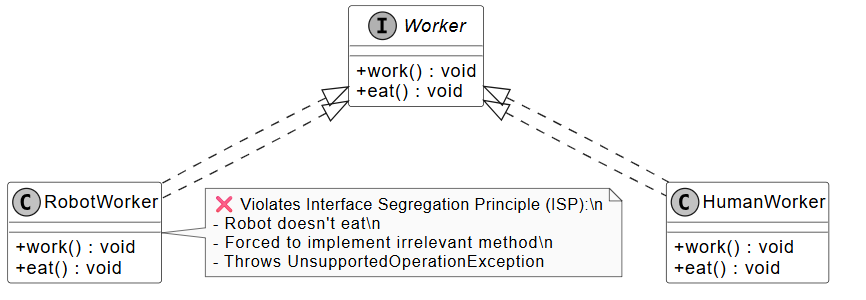 I Worker
+work() : void
+eat() : void
C RobotWorker
+work() : void
+eat() : void
❌ Violates Interface Segregation Principle (ISP):\n
- Robot doesn't eat\n
- Forced to implement irrelevant method\n
- Throws UnsupportedOperationException
C HumanWorker
+work() : void
+eat() : void